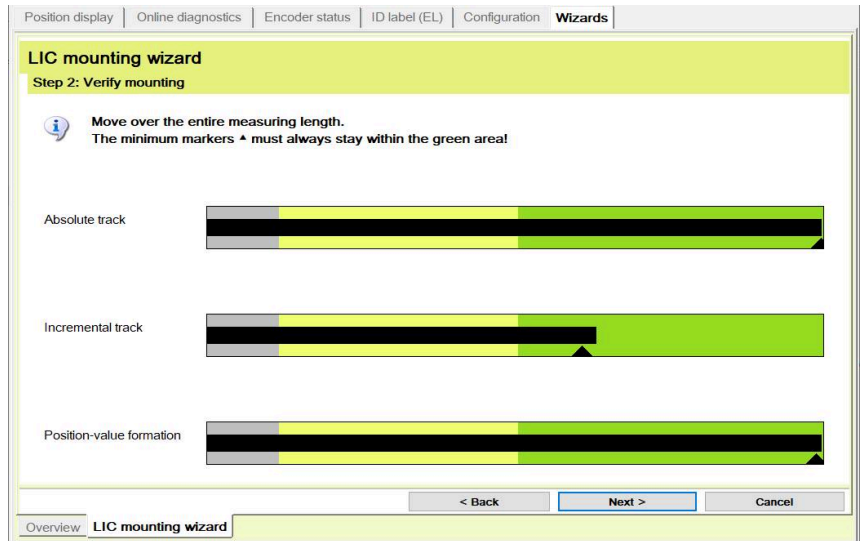 Position display Online diagnostics Encoder status ID label (EL) Configuration Wizards
LIC mounting wizard
Step 2: Verify mounting
Move over the entire measuring length.
The minimum markers ▲ must always stay within the green area!
Absolute track
Incremental track
Position-value formation
< Back Next > Cancel
Overview LIC mounting wizard